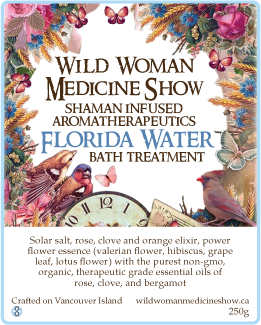 Wild Woman
Medicine Show
SHAMAN INFUSED
AROMATHERAPEUTICS
FLORIDA WATER
BATH TREATMENT
Solar salt, rose, clove and orange elixir, power
flower essence (valerian flower, hibiscus, grape
leaf, lotus flower) with the purest non-gmo,
organic, therapeutic grade essential oils of
rose, clove, and bergamot
Crafted on Vancouver Island wildwomanmedicineshow.ca
250g